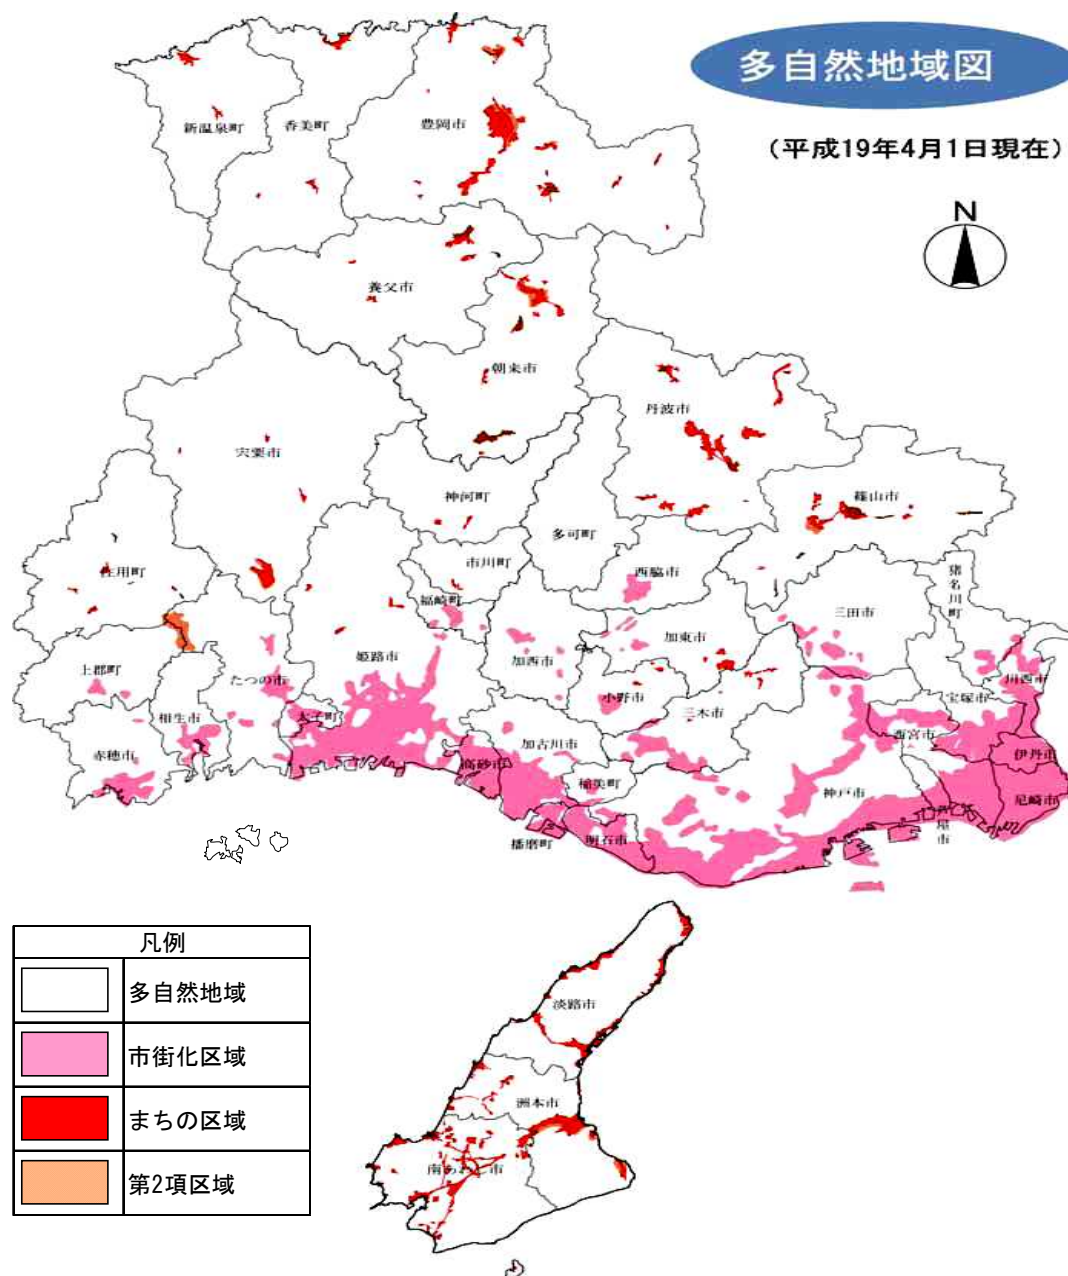 多自然地域図
(平成19年4月1日現在)
N
新温泉町
香美町
豊岡市
養父市
朝来市
丹波市
宍粟市
神河町
多可町
篠山市
佐用町
市川町
西脇市
猪名川町
福崎町
三田市
上郡町
姫路市
加西市
加東市
たつの市
小野市
川西市
相生市
太子町
三木市
宝塚市
赤穂市
加古川市
西宮市
伊丹市
高砂市
稲美町
神戸市
尼崎市
播磨町
明石市
芦屋市
凡例
多自然地域
市街化区域
まちの区域
第2項区域
淡路市
洲本市
南あわじ市